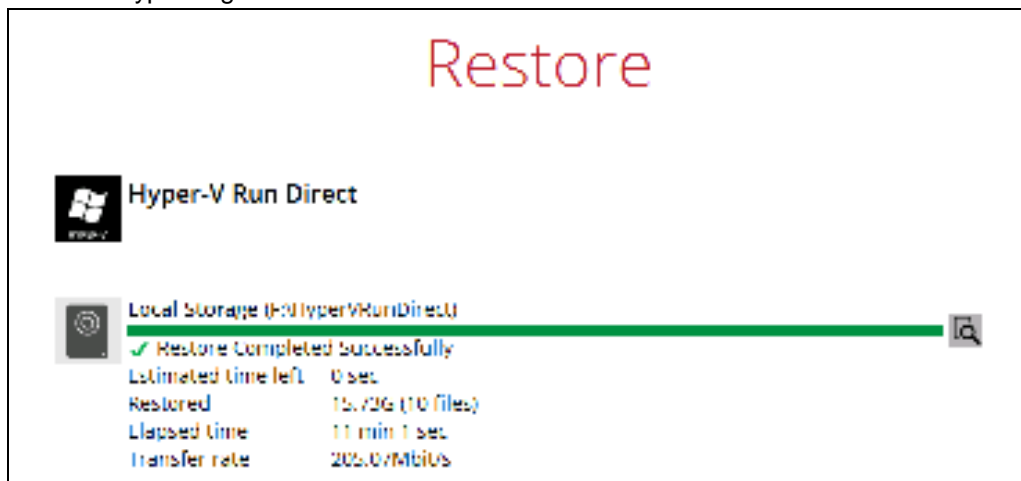 Restore
Hyper-V Run Direct
Local Storage (F:\HyperVRunDirect)
Restore Completed Successfully
Estimated time left 0 sec
Restored 15.73G (10 files)
Elapsed time 11 min 1 sec
Transfer rate 205.07Mbit/s